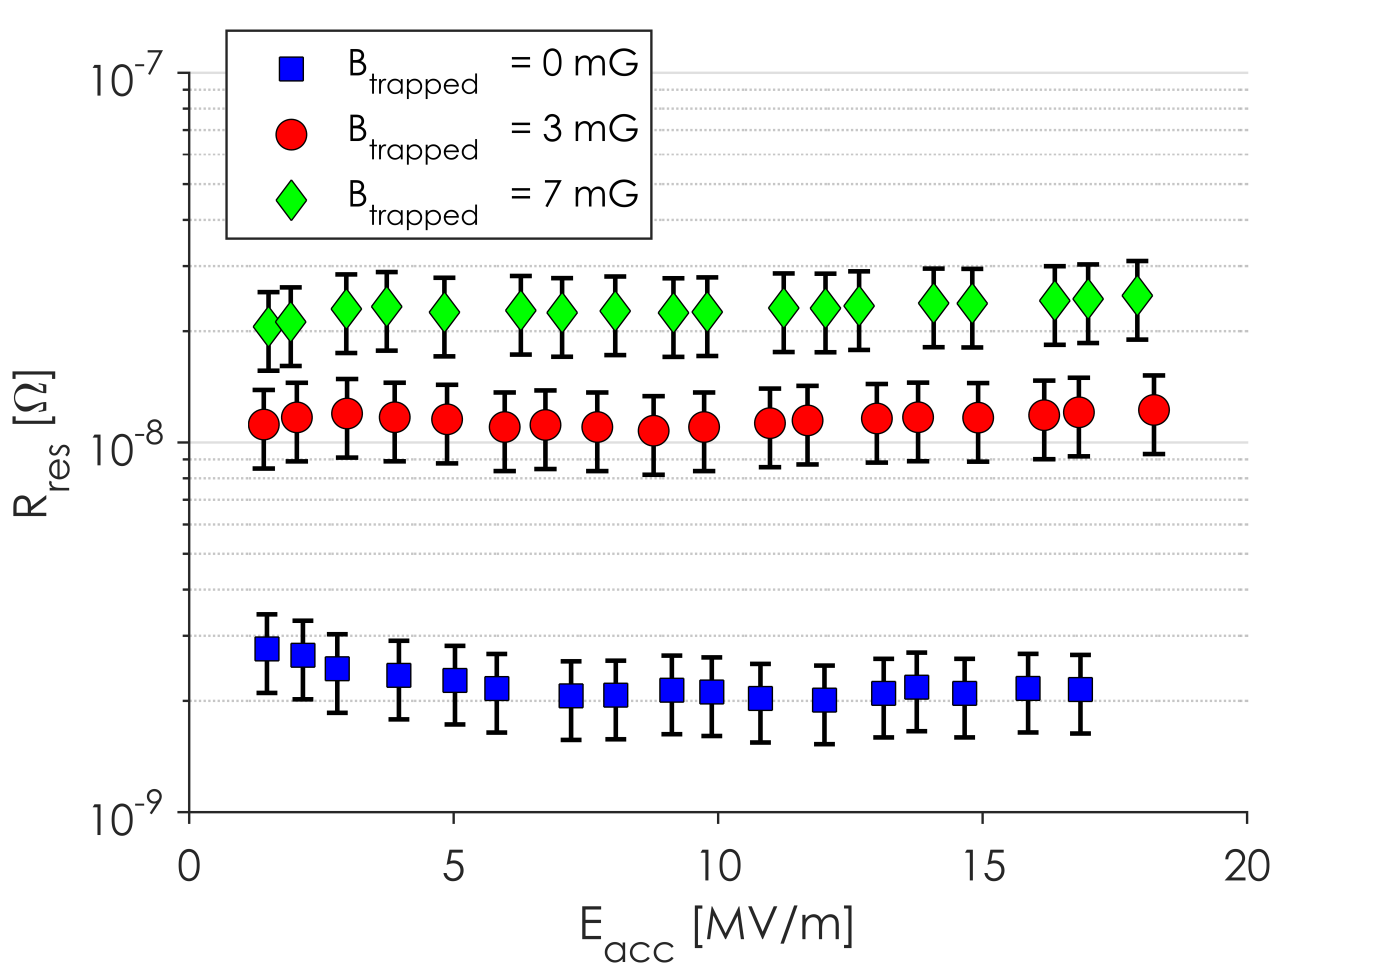 B_trapped = 0 mG
B_trapped = 3 mG
B_trapped = 7 mG
10^-7
10^-8
10^-9
R_res [Ω]
0 5 10 15 20
E_acc [MV/m]